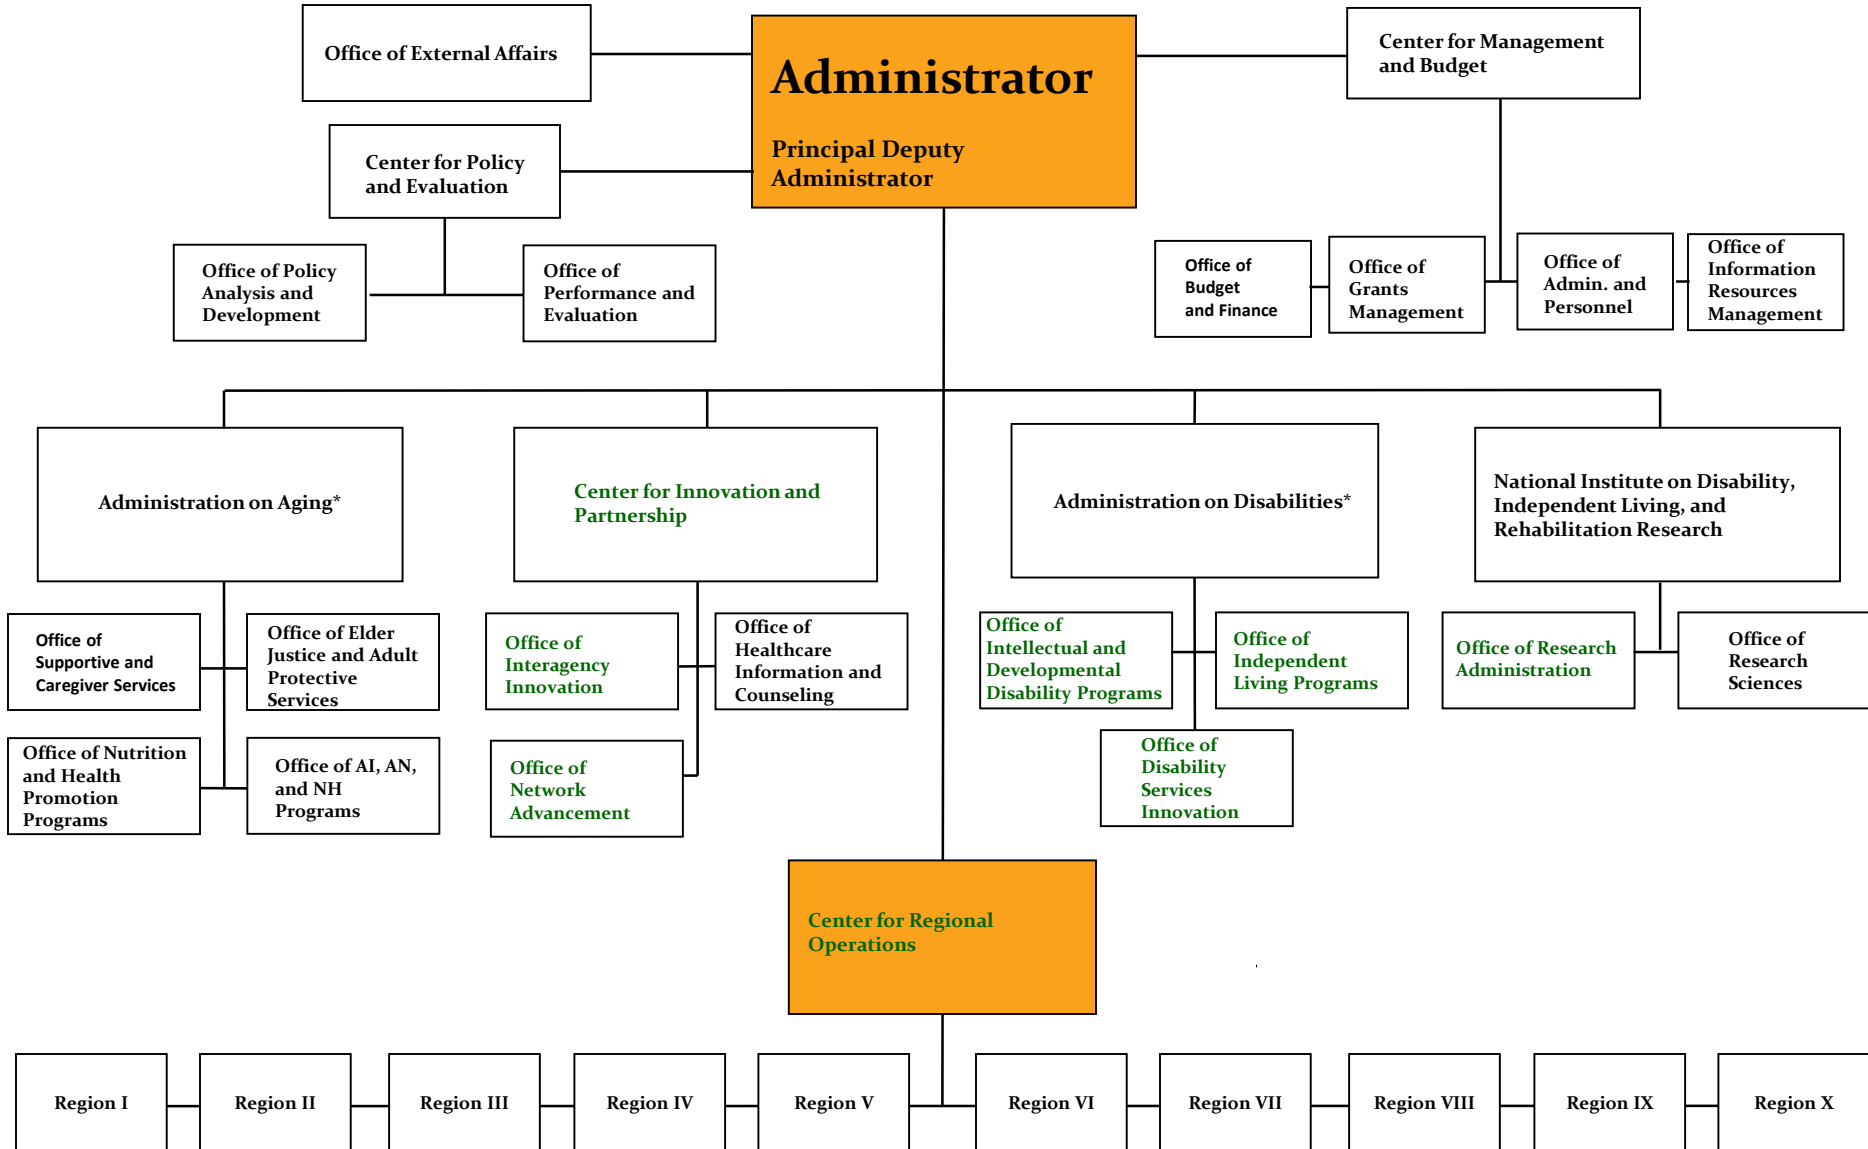 Office of External Affairs
Administrator
Principal Deputy
Administrator
Center for Management
and Budget
Center for Policy
and Evaluation
Office of Policy
Analysis and
Development
Office of
Performance and
Evaluation
Office of
Budget
and Finance
Office of
Grants
Management
Office of
Admin. and
Personnel
Office of
Information
Resources
Management
Administration on Aging*
Center for Innovation and
Partnership
Administration on Disabilities*
National Institute on Disability,
Independent Living, and
Rehabilitation Research
Office of
Supportive and
Caregiver Services
Office of Elder
Justice and Adult
Protective
Services
Office of
Interagency
Innovation
Office of
Healthcare
Information and
Counseling
Office of
Intellectual and
Developmental
Disability Programs
Office of
Independent
Living Programs
Office of Research
Administration
Office of
Research
Sciences
Office of Nutrition
and Health
Promotion
Programs
Office of AI, AN,
and NH
Programs
Office of
Network
Advancement
Office of
Disability
Services
Innovation
Center for Regional
Operations
Region I
Region II
Region III
Region IV
Region V
Region VI
Region VII
Region VIII
Region IX
Region X